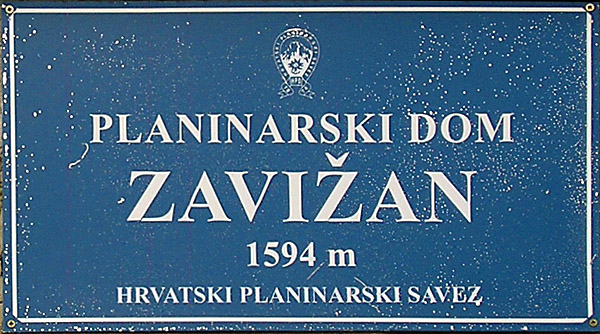 PLANINARSKI DOM
ZAVIŽAN
1594 m
HRVATSKI PLANINARSKI SAVEZ